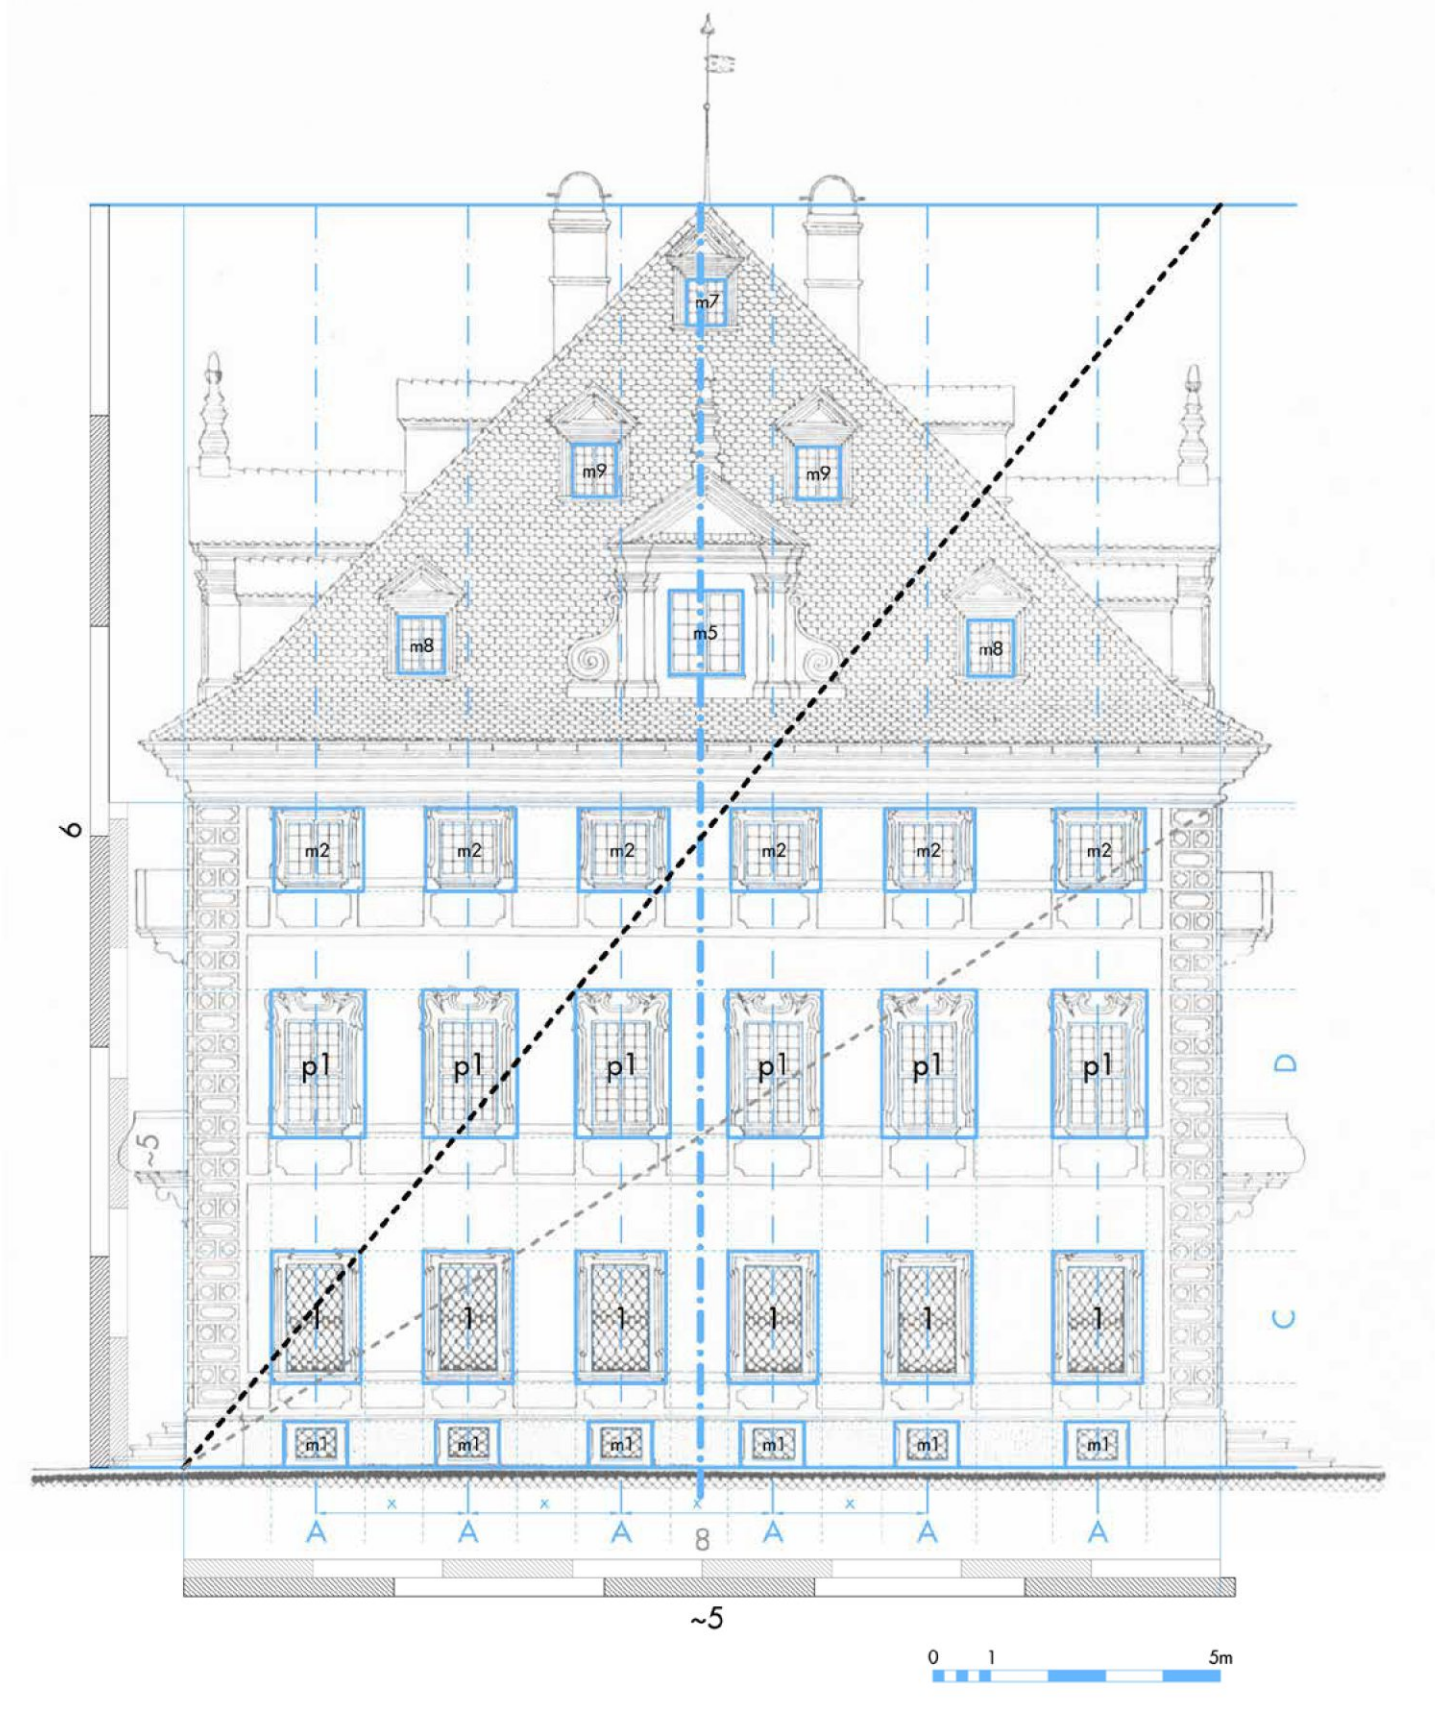 m7
m9 m9
m5
m8 m8
6
m2 m2 m2 m2 m2 m2
p1 p1 p1 p1 p1 p1
D
~5
1 1 1 1 1 1
C
m1 m1 m1 m1 m1 m1
x x x x
A A A A A A
8
~5
0 1 5m